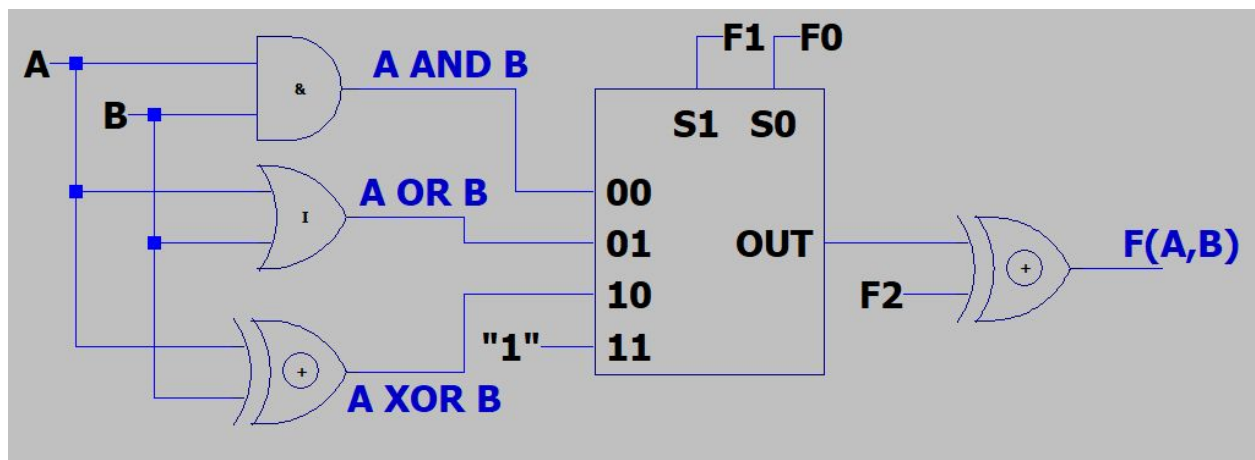 A
B
&
A AND B
I
A OR B
+
A XOR B
F1
F0
S1 S0
00
01
10
11
"1"
OUT
F2
+
F(A,B)